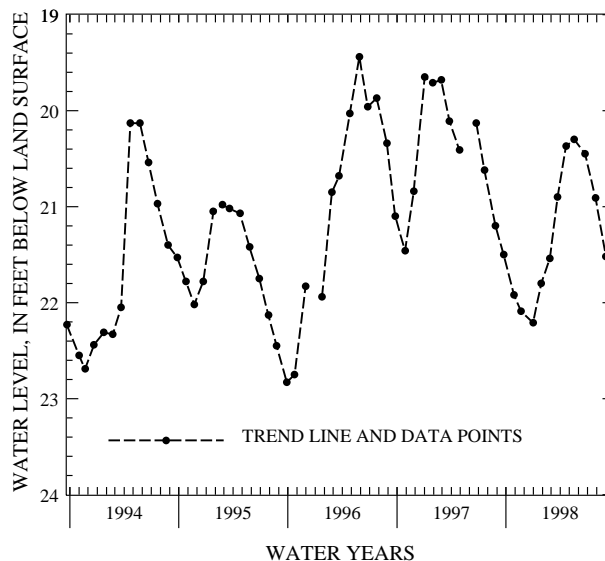 WATER LEVEL, IN FEET BELOW LAND SURFACE
19
20
21
22
23
24
TREND LINE AND DATA POINTS
1994 1995 1996 1997 1998
WATER YEARS